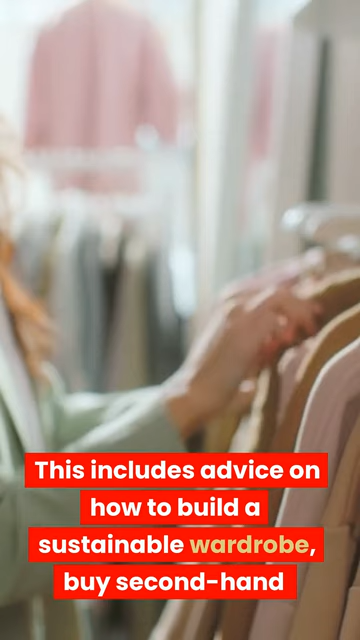 This includes advice on
how to build a
sustainable wardrobe,
buy second-hand